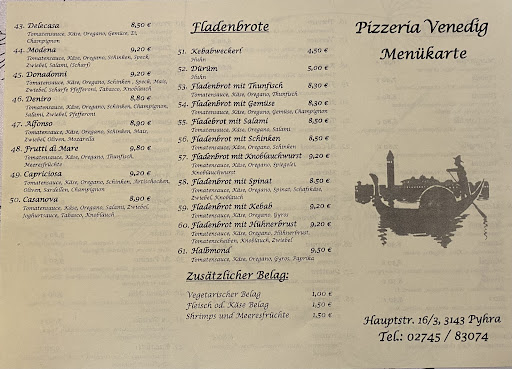 43. Delecasa 8,50 €
Tomatensauce, Käse, Oregano, Gemüse, Ei,
Champignon
44. Modena 9,20 €
Tomatensauce, Käse, Oregano, Schinken, Speck,
Zwiebel, Salami, (Scharf)
45. Donadonni 9,20 €
Tomatensauce, Käse, Oregano, Schinken, Speck, Mais,
Zwiebel, Scharfe Pfefferoni, Tabasco, Knoblauch
46. Dentro 8,80 €
Tomatensauce, Käse, Oregano, Schinken,
Salami, Zwiebel, Pfefferoni
47. Alfonso 8,90 €
Tomatensauce, Käse, Oregano, Schinken, Mais,
Zwiebel, Oliven, Mozarella
48. Frutti di Mare 9,80 €
Tomatensauce, Käse, Oregano, Thunfisch,
Meeresfrüchte
49. Capriciosa 9,20 €
Tomatensauce, Käse, Oregano, Schinken, Artischocken,
Oliven, Sardellen, Champignon
50. Casanova 8,90 €
Tomatensauce, Käse, Oregano, Salami, Zwiebel,
Joghurtsauce, Tabasco, Knoblauch
Fladenbrote
51. Kebabweckerl 4,50 €
Huhn
52. Dürüm 5,00 €
Huhn
53. Fladenbrot mit Thunfisch 8,30 €
Tomatensauce, Käse, Oregano, Thunfisch
54. Fladenbrot mit Gemüse 8,30 €
Tomatensauce, Käse, Oregano, Gemüse, Champignon
55. Fladebrot mit Salami 8,50 €
Tomatensauce, Käse, Oregano, Salami
56. Fladenbrot mit Schinken 8,50 €
Tomatensauce, Käse, Oregano, Schinken
57. Fladenbrot mit Knoblauchwurst 9,20 €
Tomatensauce, Käse, Oregano, Spiegelei,
Knoblauchwurst
58. Fladenbrot mit Spinat 8,50 €
Tomatensauce, Käse, Oregano, Spinat, Schafkäse,
Zwiebel, Knoblauch
59. Fladenbrot mit Kebab 9,20 €
Tomatensauce, Käse, Oregano, Gyros
60. Fladenbrot mit Hühnerbrust 9,20 €
Tomatensauce, Käse, Oregano, Hühnerbrust,
Tomatenscheiben, Knoblauch, Zwiebel
61. Halbmond 9,50 €
Tomatensauce, Käse, Oregano, Gyros, Paprika
Zusätzlicher Belag:
Vegetarischer Belag 1,00 €
Fleisch od. Käse Belag 1,50 €
Shrimps und Meeresfrüchte 1,50 €
Pizzeria Venedig
Menükarte
Hauptstr. 16/3, 3143 Pyhra
Tel.: 02745 / 83074